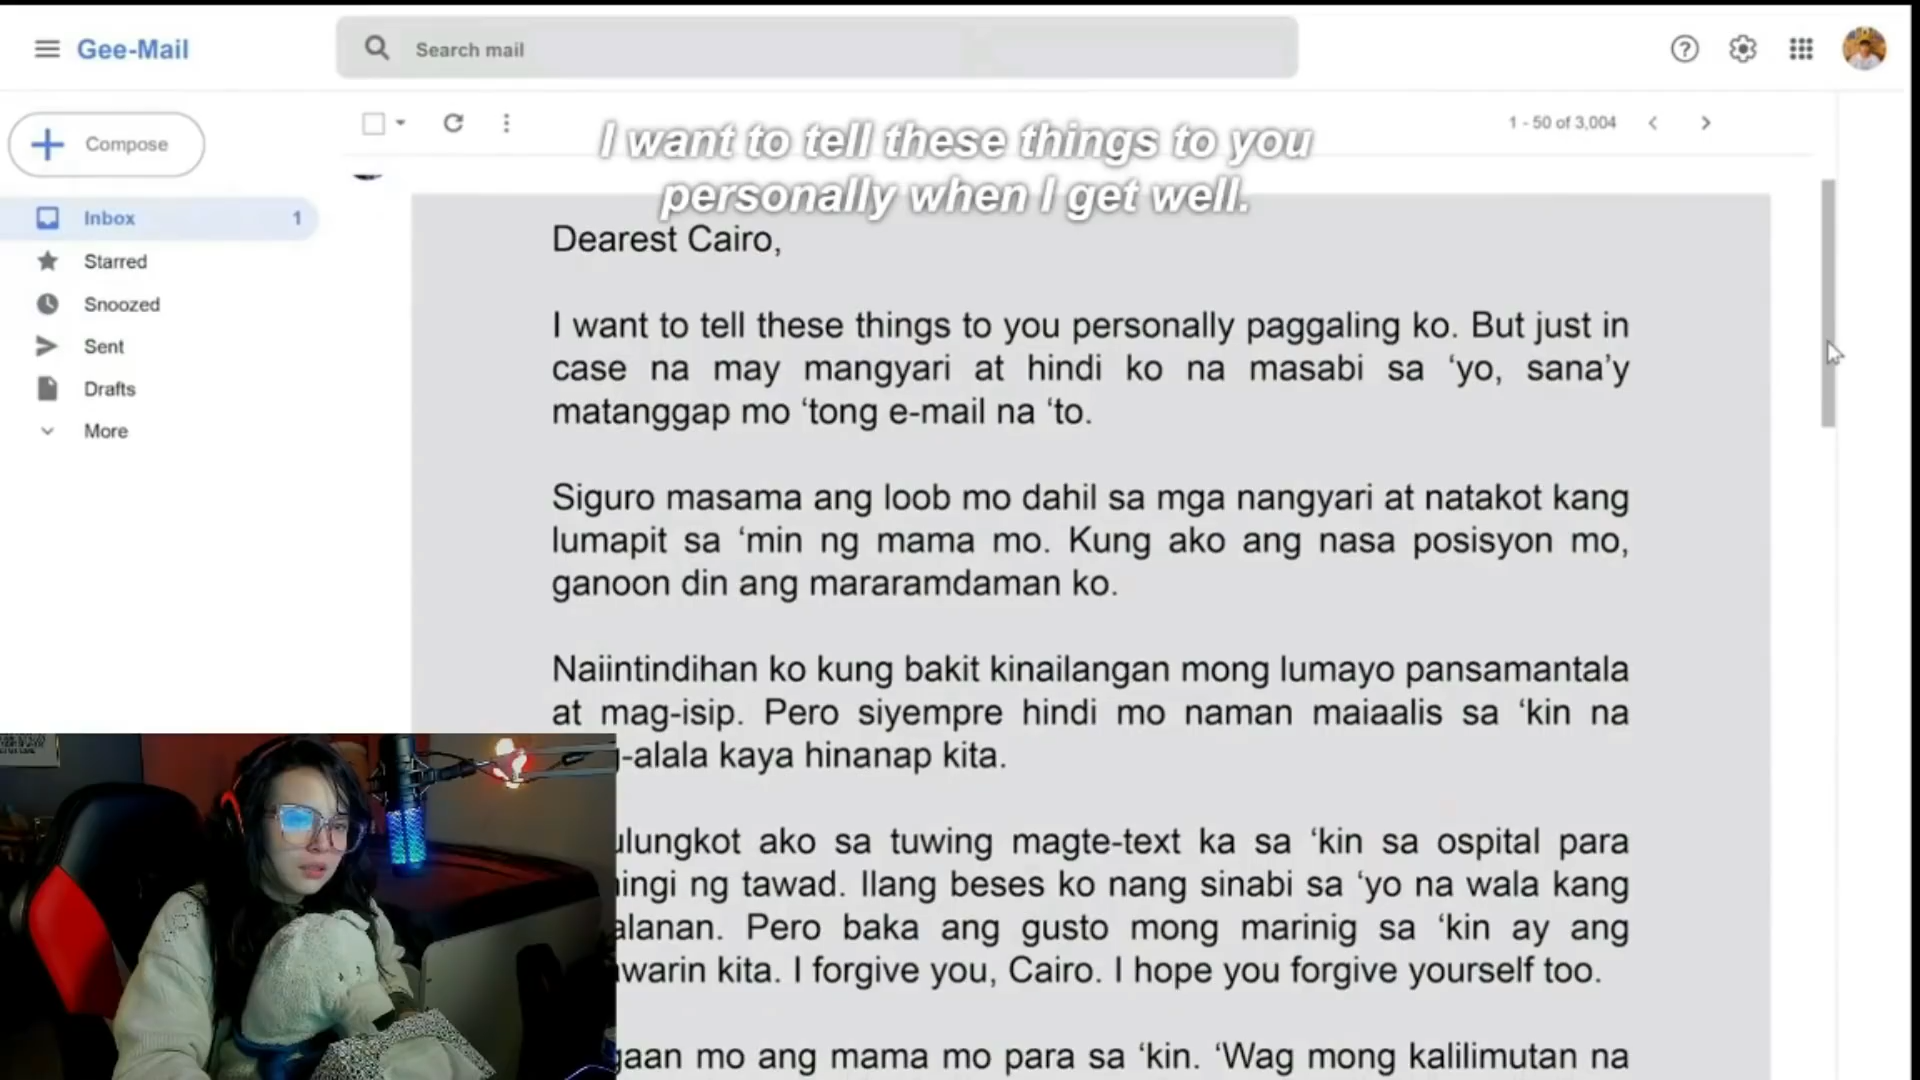 Gee-Mail
Search mail
Compose
1 - 50 of 3,004
I want to tell these things to you
personally when I get well.
Inbox 1
Starred
Snoozed
Sent
Drafts
More
Dearest Cairo,
I want to tell these things to you personally paggaling ko. But just in
case na may mangyari at hindi ko na masabi sa ‘yo, sana’y
matanggap mo ‘tong e-mail na ‘to.
Siguro masama ang loob mo dahil sa mga nangyari at natakot kang
lumapit sa ‘min ng mama mo. Kung ako ang nasa posisyon mo,
ganoon din ang mararamdaman ko.
Naiintindihan ko kung bakit kinailangan mong lumayo pansamantala
at mag-isip. Pero siyempre hindi mo naman maiaalis sa ‘kin na
-alala kaya hinanap kita.
ako sa tuwing magte-text ka sa ‘kin sa ospital para
ng tawad. Ilang beses ko nang sinabi sa ‘yo na wala kang
Pero baka ang gusto mong marinig sa ‘kin ay ang
kita. I forgive you, Cairo. I hope you forgive yourself too.
mo ang mama mo para sa ‘kin. ‘Wag mong kalilimutan na